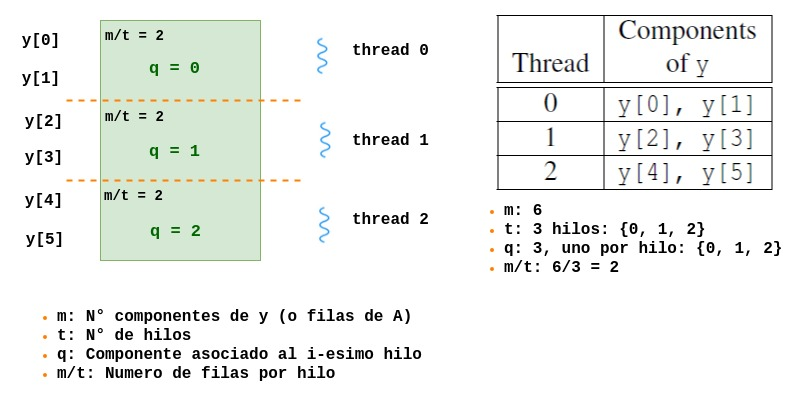 y[0]
y[1]
y[2]
y[3]
y[4]
y[5]
m/t = 2
q = 0
m/t = 2
q = 1
m/t = 2
q = 2
thread 0
thread 1
thread 2
Thread Components of y
0 y[0], y[1]
1 y[2], y[3]
2 y[4], y[5]
• m: 6
• t: 3 hilos: {0, 1, 2}
• q: 3, uno por hilo: {0, 1, 2}
• m/t: 6/3 = 2
• m: N° componentes de y (o filas de A)
• t: N° de hilos
• q: Componente asociado al i-esimo hilo
• m/t: Numero de filas por hilo